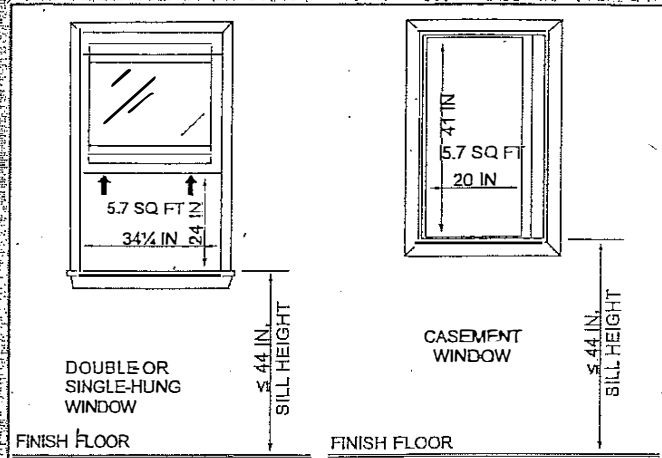 5.7 SQ FT
34¼ IN
24 IN
≤ 44 IN.
SILL HEIGHT
DOUBLE OR
SINGLE-HUNG
WINDOW
FINISH FLOOR
41 IN
5.7 SQ FT
20 IN
≤ 44 IN.
SILL HEIGHT
CASEMENT
WINDOW
FINISH FLOOR